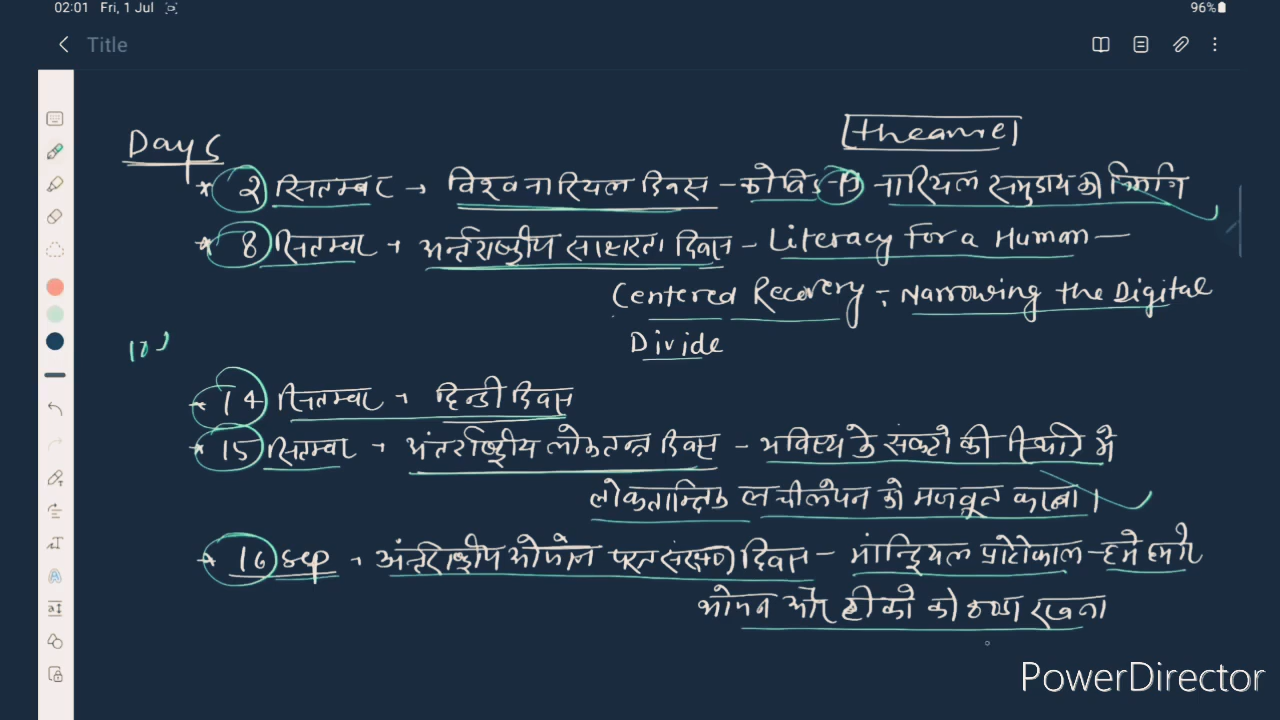 02:01 Fri, 1 Jul 96%
Title
Days theame
* 2 सितम्बर → विश्व नारियल दिवस - कोविड-19 नारियल समुदाय का निर्माण
* 8 सितम्बर → अर्न्तराष्ट्रीय साक्षरता दिवस - Literacy For a Human -
Centered Recovery : Narrowing the Digital
Divide
* 14 सितम्बर → हिन्दी दिवस
* 15 सितम्बर → अंतर्राष्ट्रीय लोकतन्त्र दिवस - भविष्य के संकटो की स्थिति में
लोकतान्त्रिक लचीलेपन को मजबूत करना।
* 16 sep → अंर्न्तराष्ट्रीय ओजोन परत संरक्षण दिवस - मान्ट्रियल प्रोटोकाल - हमे हमारे
और टीको को ठण्डा रखना
PowerDirector